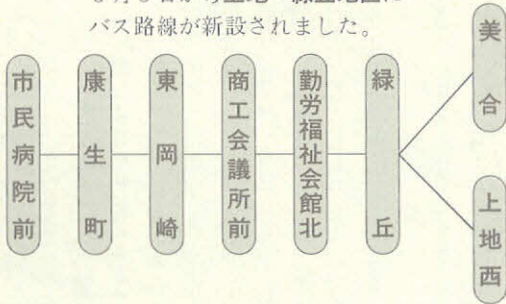 バス路線が新設されました。
市民病院前
康生町
東岡崎
商工会議所前
勤労福祉会館北
緑丘
美合
上地西